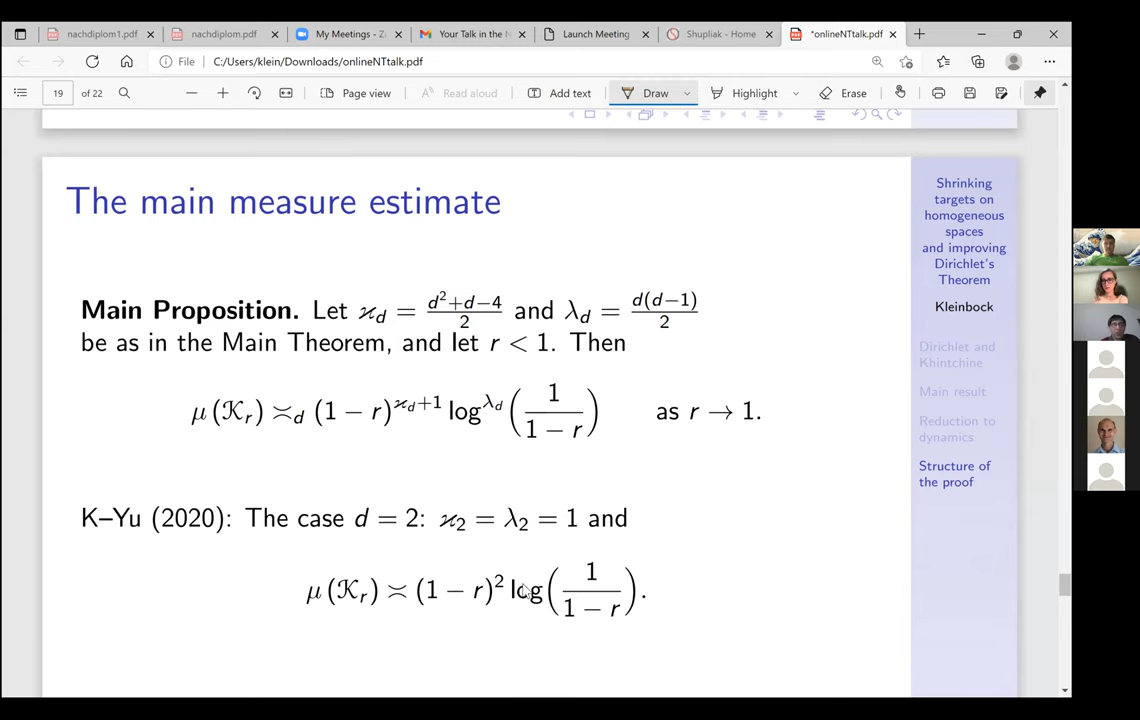 nachdiplom1.pdf
nachdiplom.pdf
My Meetings - Z
Your Talk in the N
Launch Meeting
Shupliak - Home
*onlineNTtalk.pdf
File C:/Users/klein/Downloads/onlineNTtalk.pdf
19 of 22
Page view
Read aloud
Add text
Draw
Highlight
Erase
The main measure estimate
Main Proposition. Let ϰ_d = (d²+d−4)/2 and λ_d = d(d−1)/2
be as in the Main Theorem, and let r < 1. Then
μ(𝒦_r) ≍_d (1 − r)^{ϰ_d+1} log^{λ_d}(1/(1 − r)) as r → 1.
K–Yu (2020): The case d = 2: ϰ₂ = λ₂ = 1 and
μ(𝒦_r) ≍ (1 − r)² log(1/(1 − r)).
Shrinking
targets on
homogeneous
spaces
and improving
Dirichlet's
Theorem
Kleinbock
Dirichlet and
Khintchine
Main result
Reduction to
dynamics
Structure of
the proof